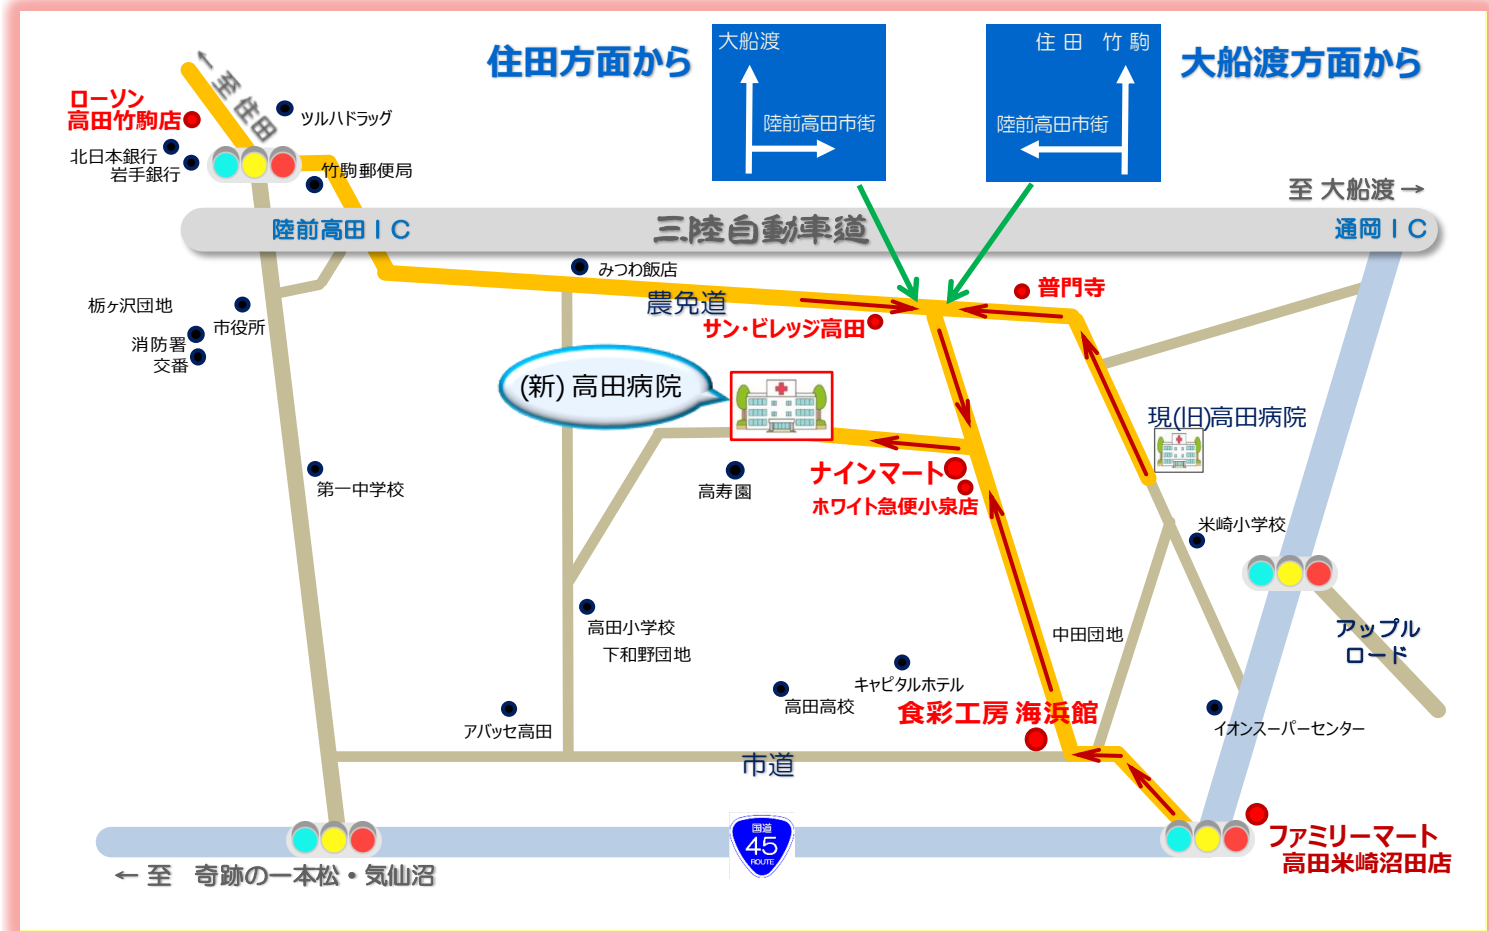 住田方面から
大船渡
陸前高田市街
住田 竹駒
陸前高田市街
大船渡方面から
← 至住田
ローソン
高田竹駒店
ツルハドラッグ
北日本銀行
岩手銀行
竹駒郵便局
至 大船渡 →
陸前高田ＩＣ
三陸自動車道
通岡ＩＣ
みつわ飯店
農免道
普門寺
サン・ビレッジ高田
栃ヶ沢団地
市役所
消防署
交番
(新) 高田病院
現(旧)高田病院
ナインマート
ホワイト急便小泉店
高寿園
第一中学校
米崎小学校
高田小学校
下和野団地
中田団地
アップル
ロード
キャピタルホテル
高田高校
食彩工房 海浜館
アバッセ高田
イオンスーパーセンター
市道
国道
45
ROUTE
ファミリーマート
高田米崎沼田店
← 至 奇跡の一本松・気仙沼